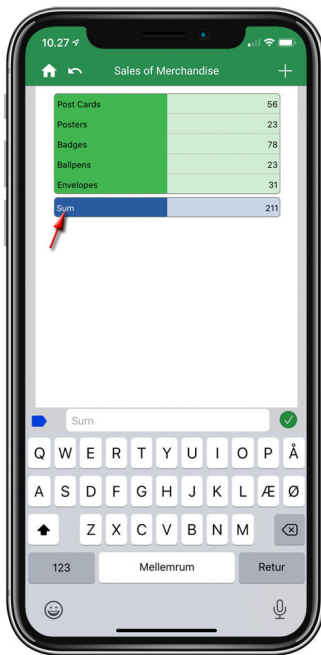 10.27
Sales of Merchandise
Post Cards 56
Posters 23
Badges 78
Ballpens 23
Envelopes 31
Sum 211
Sum
Q W E R T Y U I O P Å
A S D F G H J K L Æ Ø
Z X C V B N M
123 Mellemrum Retur